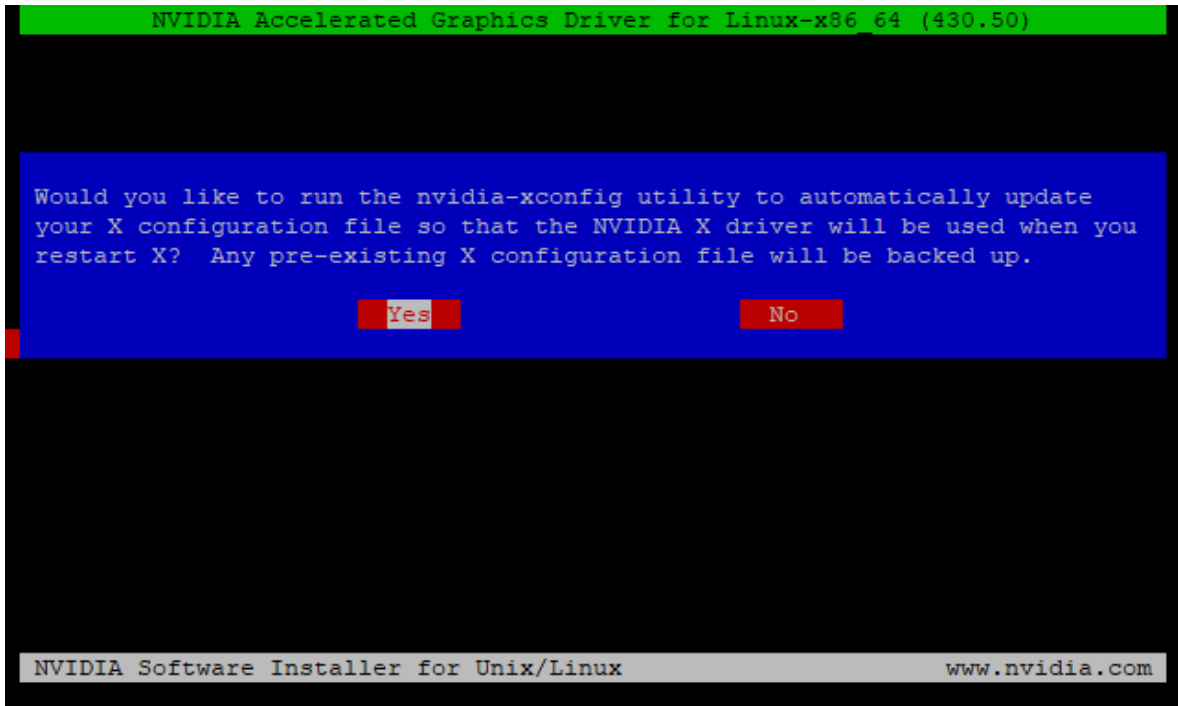 NVIDIA Accelerated Graphics Driver for Linux-x86_64 (430.50)
Would you like to run the nvidia-xconfig utility to automatically update
your X configuration file so that the NVIDIA X driver will be used when you
restart X?  Any pre-existing X configuration file will be backed up.
Yes No
NVIDIA Software Installer for Unix/Linux www.nvidia.com